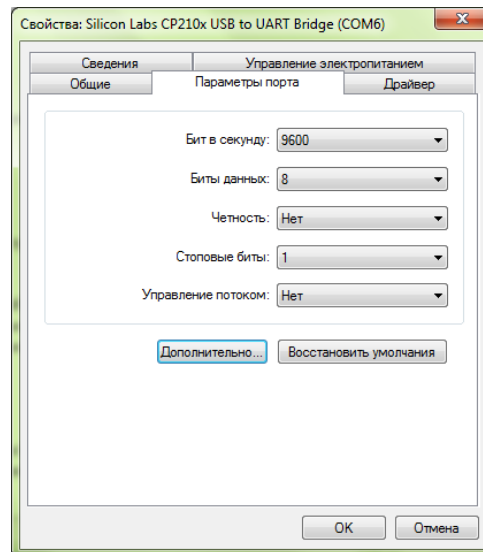 Свойства: Silicon Labs CP210x USB to UART Bridge (COM6)
Сведения Управление электропитанием
Общие Параметры порта Драйвер
Бит в секунду: 9600
Биты данных: 8
Четность: Нет
Стоповые биты: 1
Управление потоком: Нет
Дополнительно... Восстановить умолчания
OK Отмена